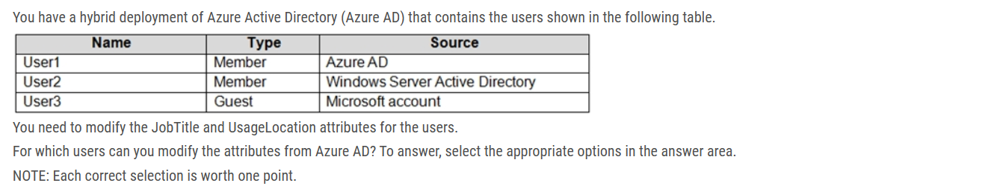 You have a hybrid deployment of Azure Active Directory (Azure AD) that contains the users shown in the following table.
Name Type Source
User1 Member Azure AD
User2 Member Windows Server Active Directory
User3 Guest Microsoft account
You need to modify the JobTitle and UsageLocation attributes for the users.
For which users can you modify the attributes from Azure AD? To answer, select the appropriate options in the answer area.
NOTE: Each correct selection is worth one point.